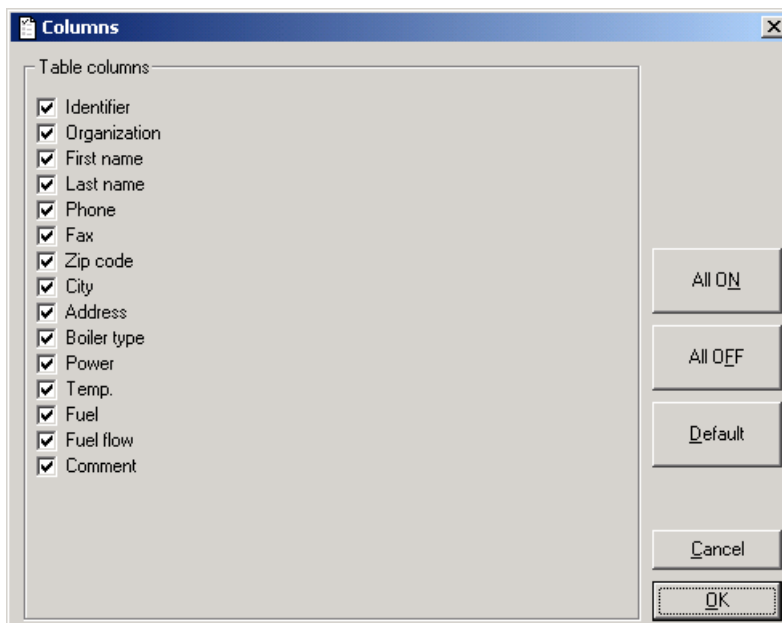 Columns
Table columns
Identifier
Organization
First name
Last name
Phone
Fax
Zip code
City
Address
Boiler type
Power
Temp.
Fuel
Fuel flow
Comment
All ON
All OFF
Default
Cancel
OK